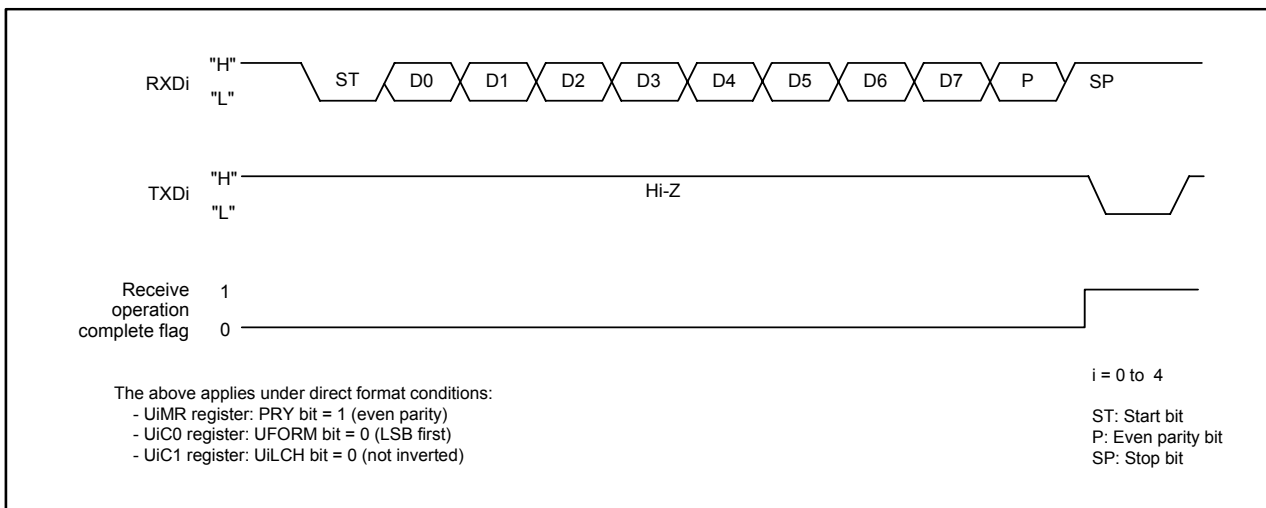 "H"
RXDi
"L"
ST D0 D1 D2 D3 D4 D5 D6 D7 P SP
"H"
TXDi
"L"
Hi-Z
Receive
operation
complete flag
1
0
The above applies under direct format conditions:
- UiMR register: PRY bit = 1 (even parity)
- UiC0 register: UFORM bit = 0 (LSB first)
- UiC1 register: UiLCH bit = 0 (not inverted)
i = 0 to 4
ST: Start bit
P: Even parity bit
SP: Stop bit